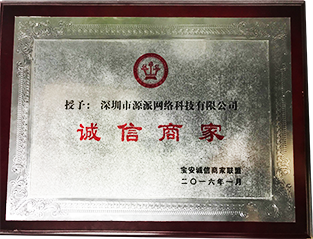 授予：深圳市源派网络科技有限公司
诚信商家
宝安诚信商家联盟
二〇一六年一月